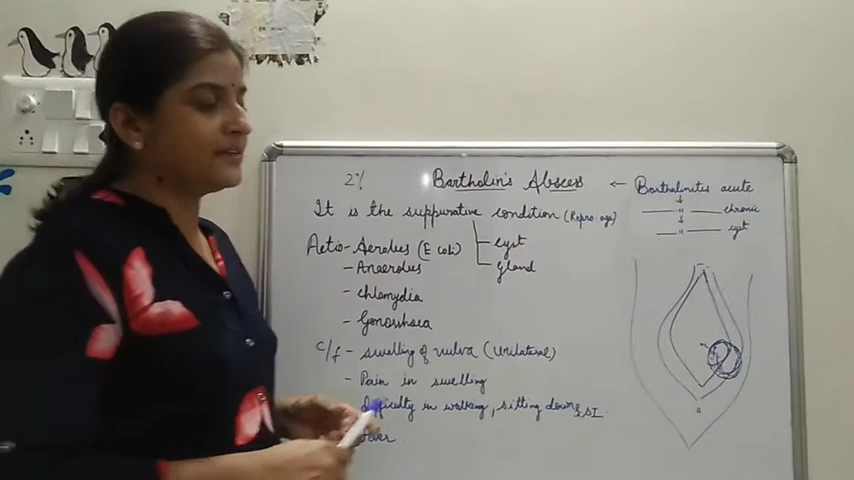 2% Bartholin's Abscess ← Bartholinitis acute
—— " —— chronic
—— " —— cyst
It is the suppurative condition (Repro. age)
Aetio - Aerobes (E coli) cyst
- Anaerobes gland
- chlamydia
- Gonorrhoea
c/f - swelling of vulva (Unilateral)
- Pain in swelling
difficulty in walking, sitting down, SI
fever